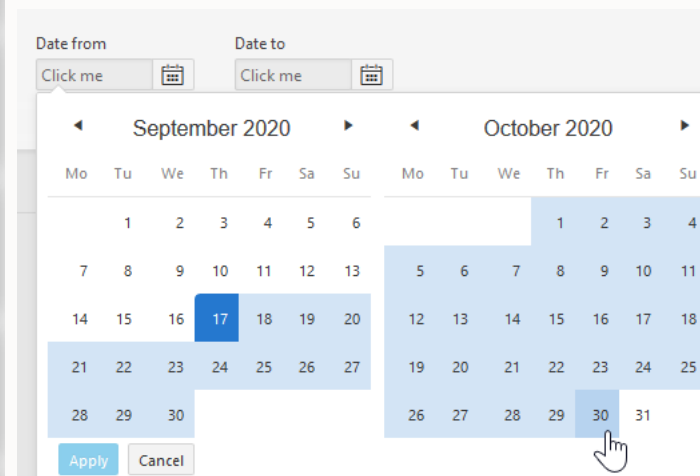 Date from Date to
Click me Click me
September 2020 October 2020
Mo Tu We Th Fr Sa Su Mo Tu We Th Fr Sa Su
1 2 3 4 5 6 1 2 3 4
7 8 9 10 11 12 13 5 6 7 8 9 10 11
14 15 16 17 18 19 20 12 13 14 15 16 17 18
21 22 23 24 25 26 27 19 20 21 22 23 24 25
28 29 30 26 27 28 29 30 31
Apply Cancel